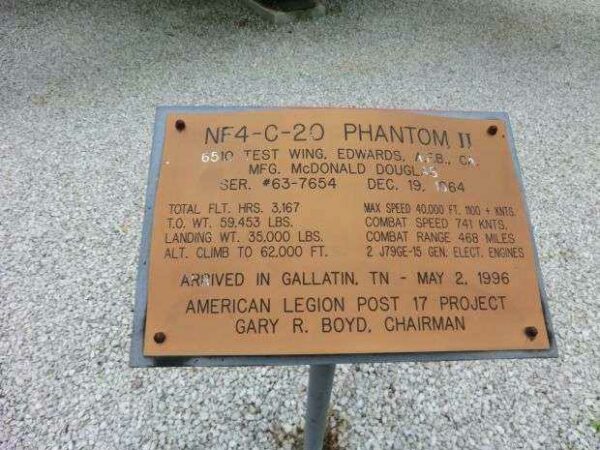 NF4-C-20 PHANTOM II
6510 TEST WING, EDWARDS, A.F.B., CA.
MFG. McDONALD DOUGLAS
SER. #63-7654 DEC. 19, 1964
TOTAL FLT. HRS. 3,167 MAX SPEED 40,000 FT. 1100 + KNTS.
T.O. WT. 59,453 LBS. COMBAT SPEED 741 KNTS.
LANDING WT. 35,000 LBS. COMBAT RANGE 468 MILES
ALT. CLIMB TO 62,000 FT. 2 J79GE-15 GEN. ELECT. ENGINES
ARRIVED IN GALLATIN, TN - MAY 2, 1996
AMERICAN LEGION POST 17 PROJECT
GARY R. BOYD, CHAIRMAN